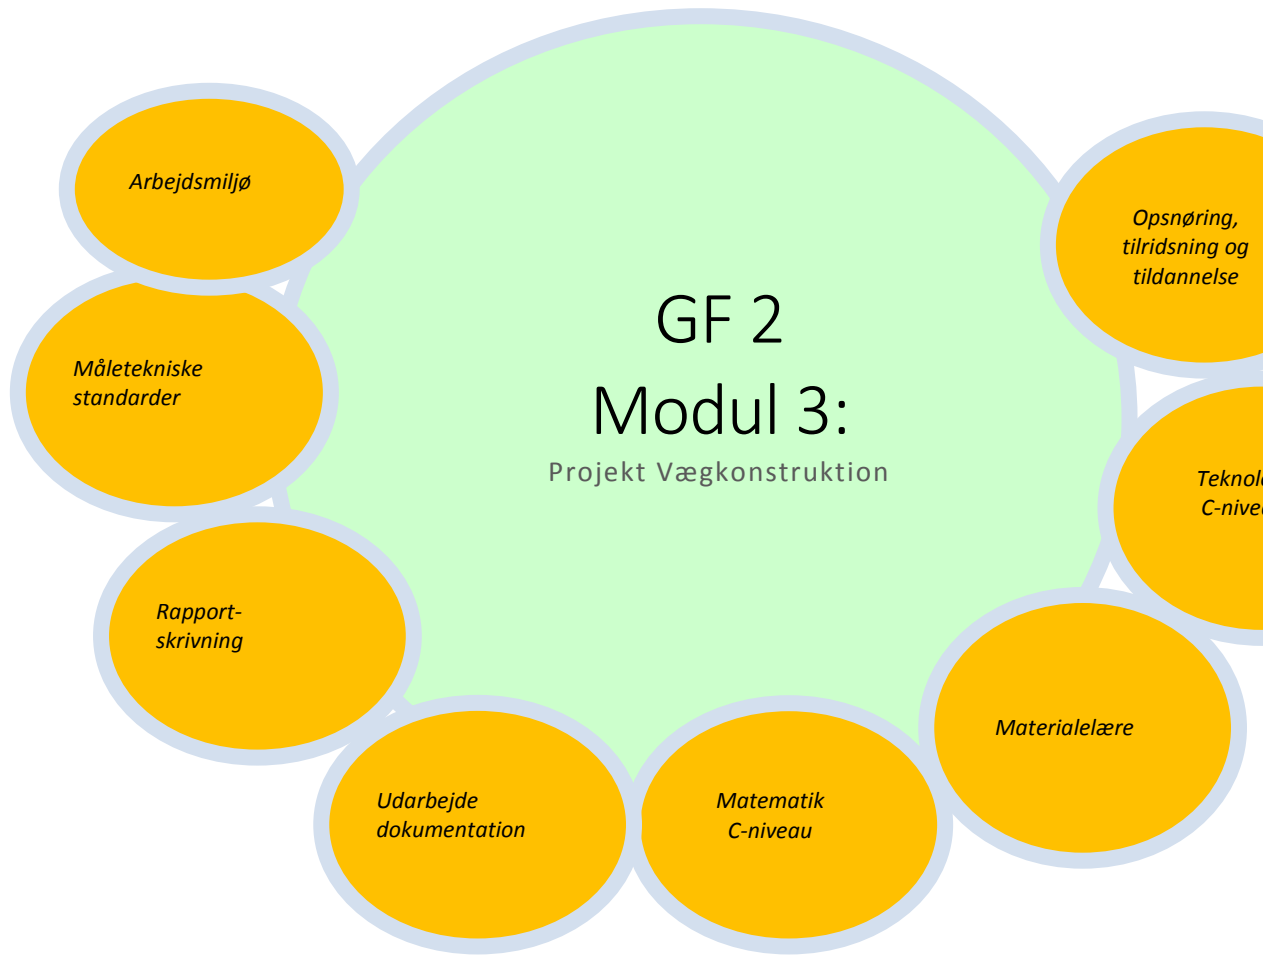 GF 2
Modul 3:
Projekt Vægkonstruktion
Arbejdsmiljø
Måletekniske
standarder
Rapport-
skrivning
Udarbejde
dokumentation
Matematik
C-niveau
Materialelære
Opsnøring,
tilridsning og
tildannelse